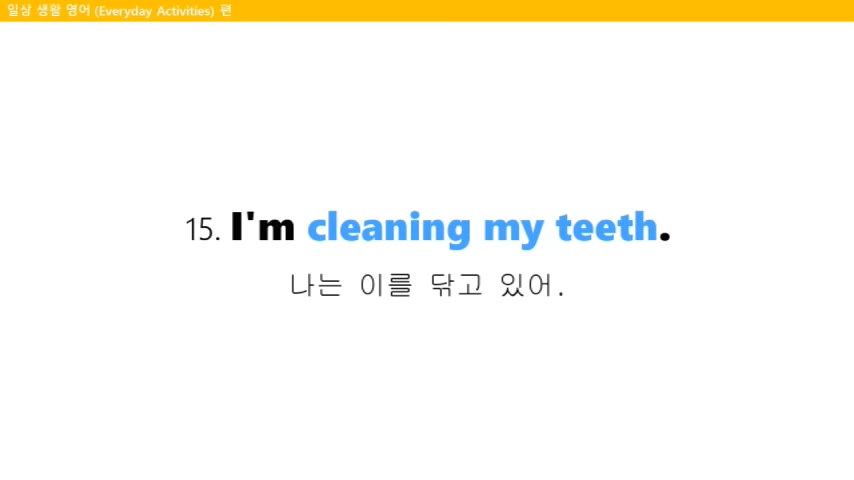 일상 생활 영어 (Everyday Activities) 편
15. I'm cleaning my teeth.
나는 이를 닦고 있어.